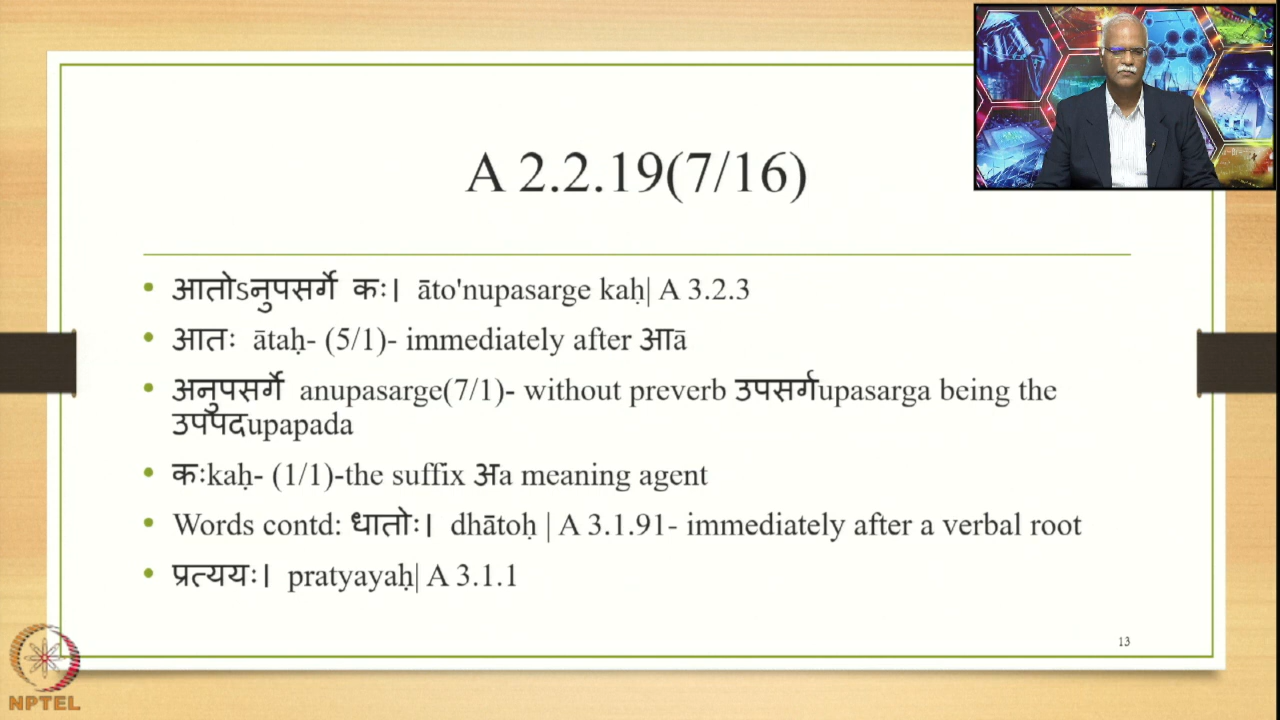 A 2.2.19(7/16)
• आतोऽनुपसर्गे कः। āto'nupasarge kaḥ| A 3.2.3
• आतः ātaḥ- (5/1)- immediately after आā
• अनुपसर्गे anupasarge(7/1)- without preverb उपसर्गupasarga being the
उपपदupapada
• कःkaḥ- (1/1)-the suffix अa meaning agent
• Words contd: धातोः। dhātoḥ | A 3.1.91- immediately after a verbal root
• प्रत्ययः। pratyayaḥ| A 3.1.1
13
NPTEL